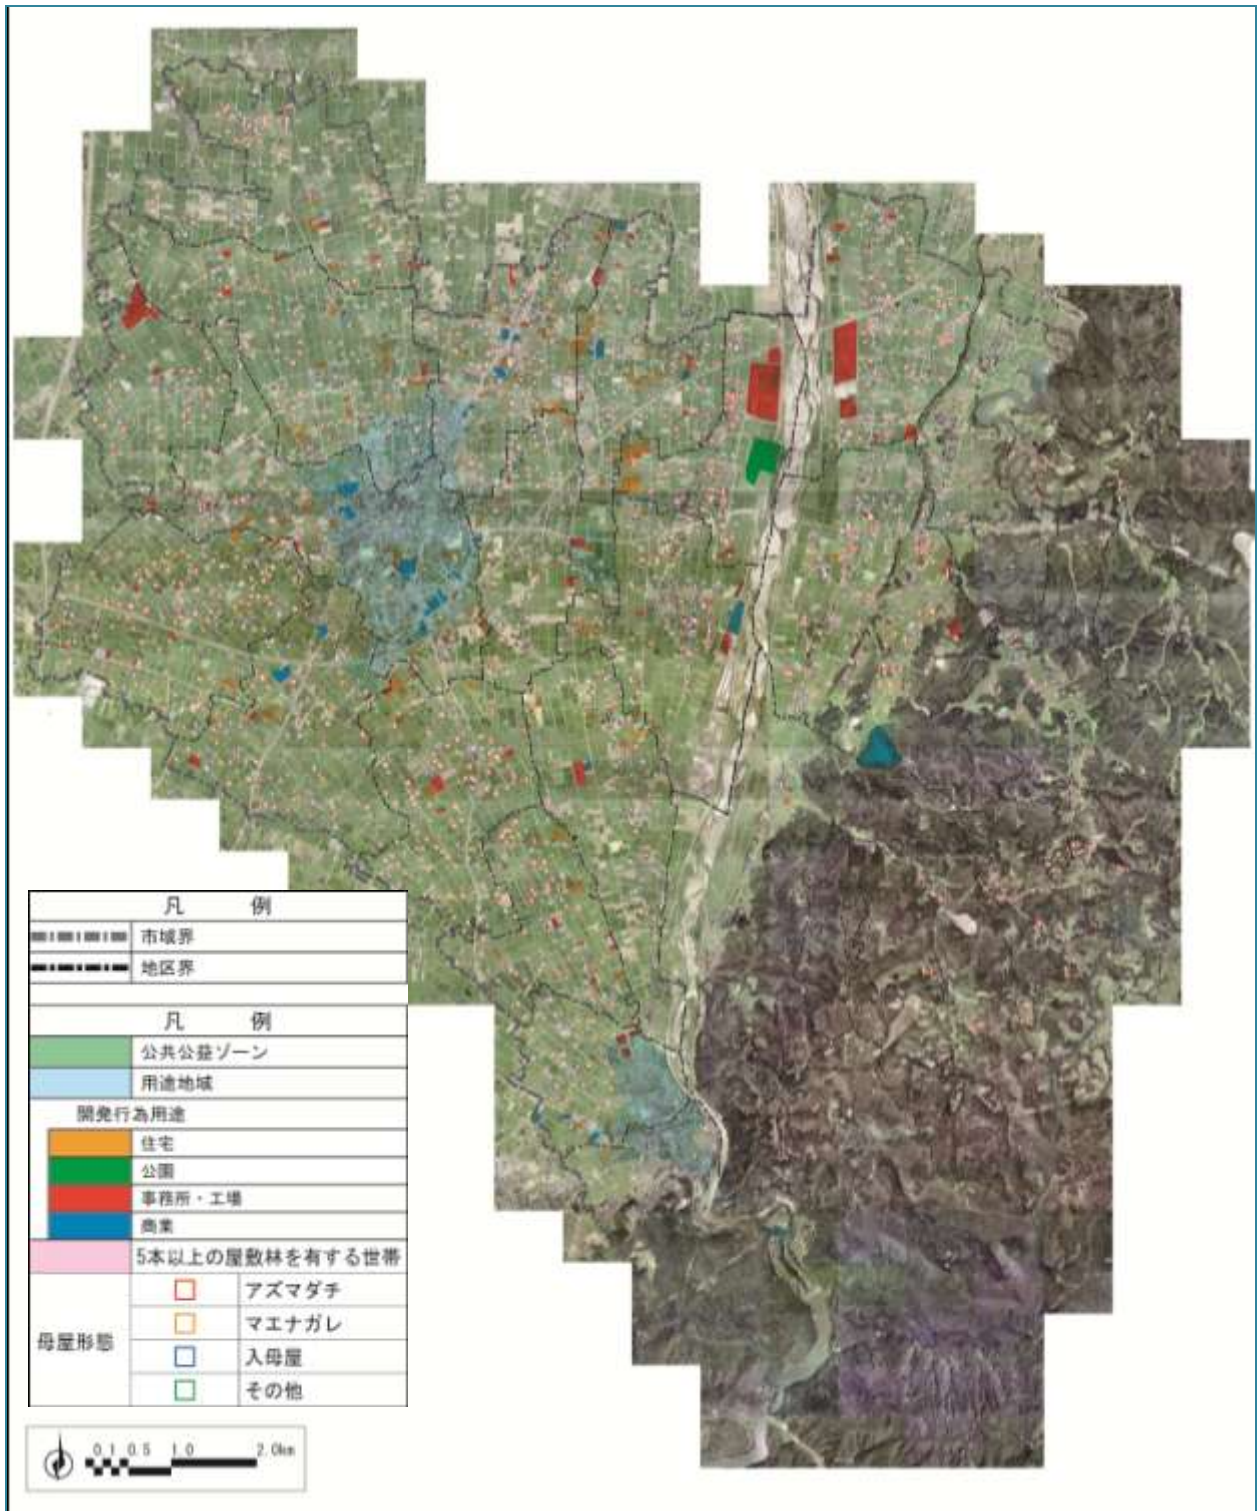 凡 例
市域界
地区界
凡 例
公共公益ゾーン
用途地域
開発行為用途
住宅
公園
事務所・工場
商業
5本以上の屋敷林を有する世帯
母屋形態
アズマダチ
マエナガレ
入母屋
その他
0.1 0.5 1.0 2.0km